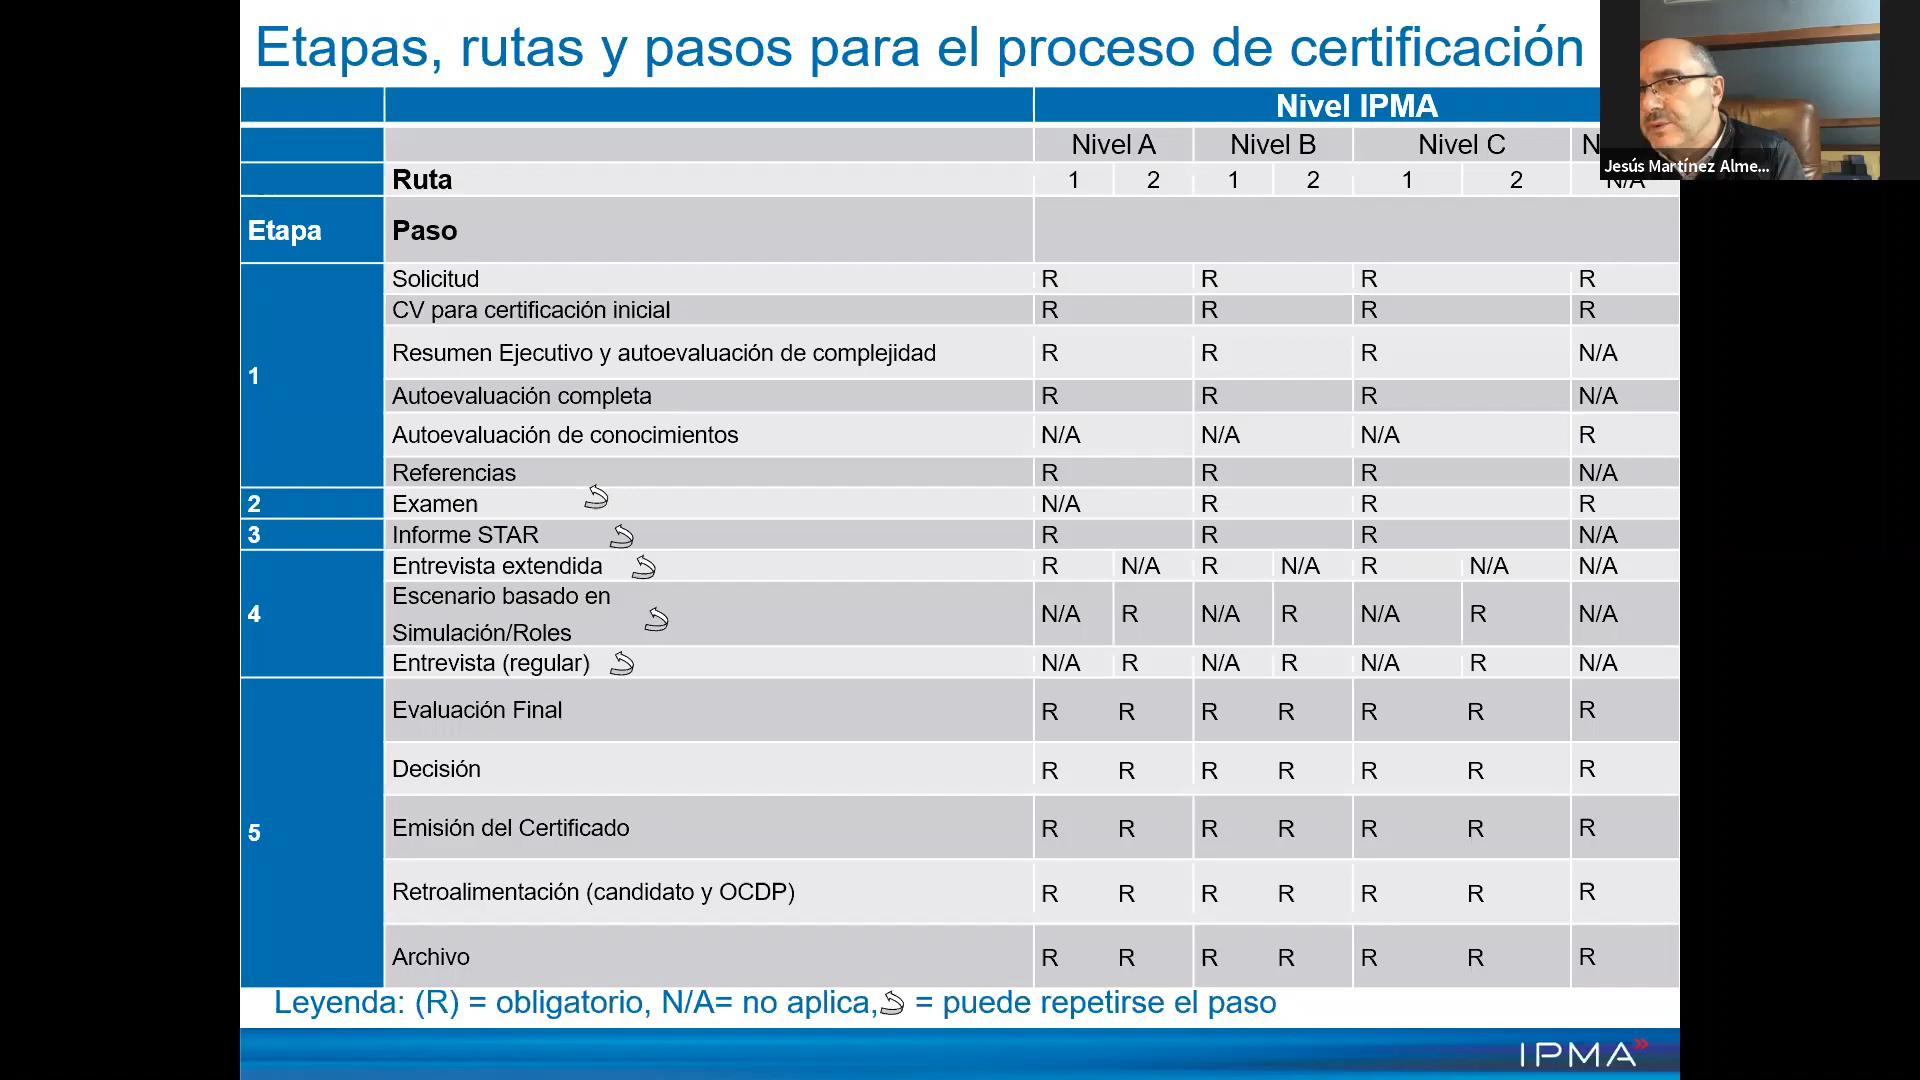 Etapas, rutas y pasos para el proceso de certificación
Nivel IPMA
Nivel A Nivel B Nivel C N
Jesús Martínez Alme...
Ruta 1 2 1 2 1 2 N/A
Etapa Paso
1
Solicitud R R R R
CV para certificación inicial R R R R
Resumen Ejecutivo y autoevaluación de complejidad R R R N/A
Autoevaluación completa R R R N/A
Autoevaluación de conocimientos N/A N/A N/A R
Referencias R R R N/A
2 Examen N/A R R R
3 Informe STAR R R R N/A
4
Entrevista extendida R N/A R N/A R N/A N/A
Escenario basado en
Simulación/Roles N/A R N/A R N/A R N/A
Entrevista (regular) N/A R N/A R N/A R N/A
5
Evaluación Final R R R R R R R
Decisión R R R R R R R
Emisión del Certificado R R R R R R R
Retroalimentación (candidato y OCDP) R R R R R R R
Archivo R R R R R R R
Leyenda: (R) = obligatorio, N/A= no aplica, = puede repetirse el paso
IPMA